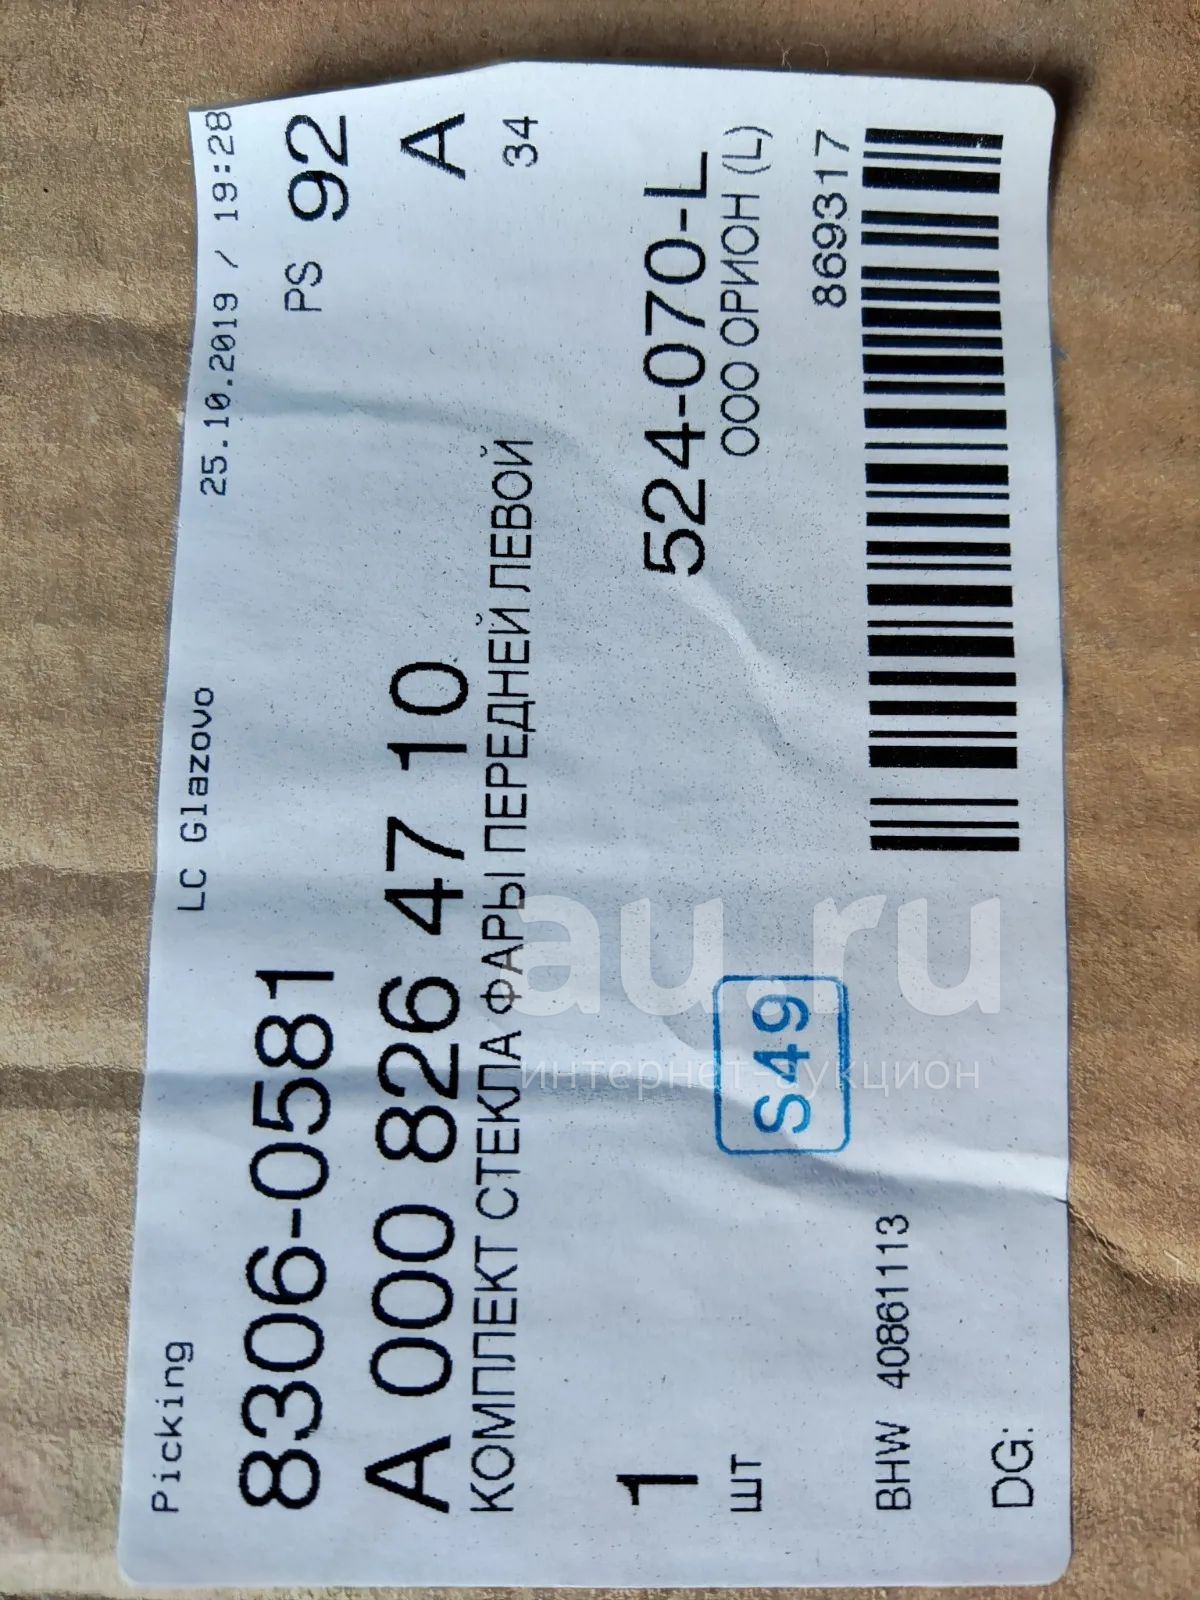 Picking
LC Glazovo
25.10.2019 / 19:28
8306-0581
PS 92
A 000 826 47 10
A
КОМПЛЕКТ СТЕКЛА ФАРЫ ПЕРЕДНЕЙ ЛЕВОЙ
34
1
524-070-L
шт
ООО ОРИОН (L)
S49
869317
BHW 40861113
DG:
au.ru
интернет-аукцион